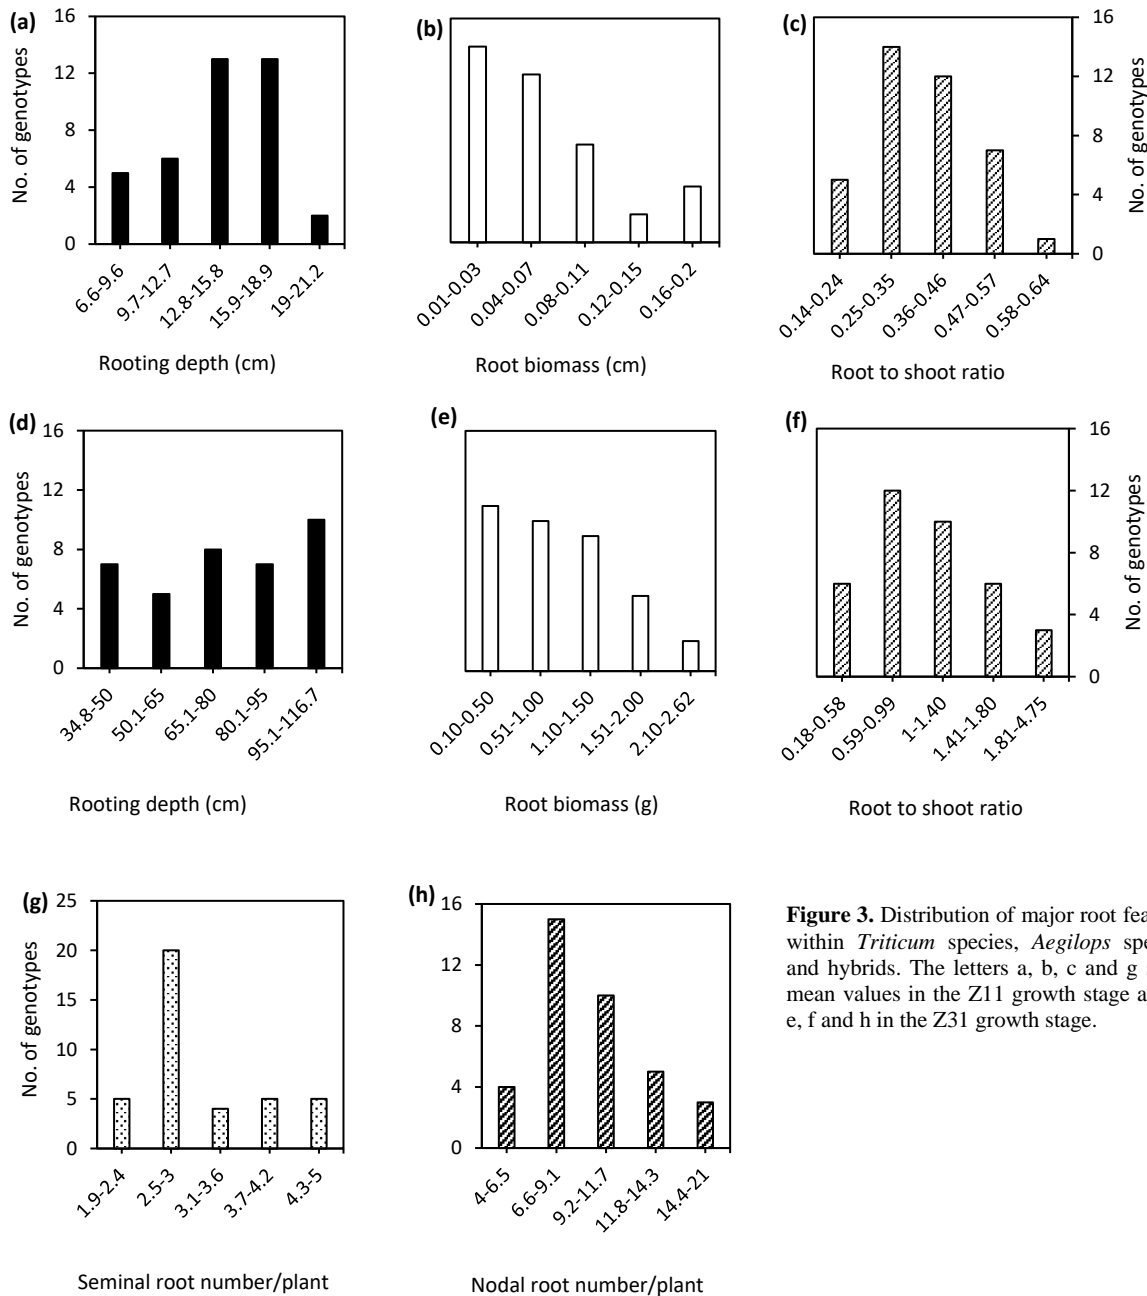 (a)
No. of genotypes
16
12
8
4
0
6.6-9.6
9.7-12.7
12.8-15.8
15.9-18.9
19-21.2
Rooting depth (cm)
(b)
0.01-0.03
0.04-0.07
0.08-0.11
0.12-0.15
0.16-0.2
Root biomass (cm)
(c)
16
12
8
4
0
No. of genotypes
0.14-0.24
0.25-0.35
0.36-0.46
0.47-0.57
0.58-0.64
Root to shoot ratio
(d)
No. of genotypes
16
12
8
4
0
34.8-50
50.1-65
65.1-80
80.1-95
95.1-116.7
Rooting depth (cm)
(e)
0.10-0.50
0.51-1.00
1.10-1.50
1.51-2.00
2.10-2.62
Root biomass (g)
(f)
16
12
8
4
0
No. of genotypes
0.18-0.58
0.59-0.99
1-1.40
1.41-1.80
1.81-4.75
Root to shoot ratio
(g)
No. of genotypes
25
20
15
10
5
0
1.9-2.4
2.5-3
3.1-3.6
3.7-4.2
4.3-5
Seminal root number/plant
(h)
16
12
8
4
0
4-6.5
6.6-9.1
9.2-11.7
11.8-14.3
14.4-21
Nodal root number/plant
Figure 3. Distribution of major root
within Triticum species, Aegilops
and hybrids. The letters a, b, c and g
mean values in the Z11 growth stage
e, f and h in the Z31 growth stage.